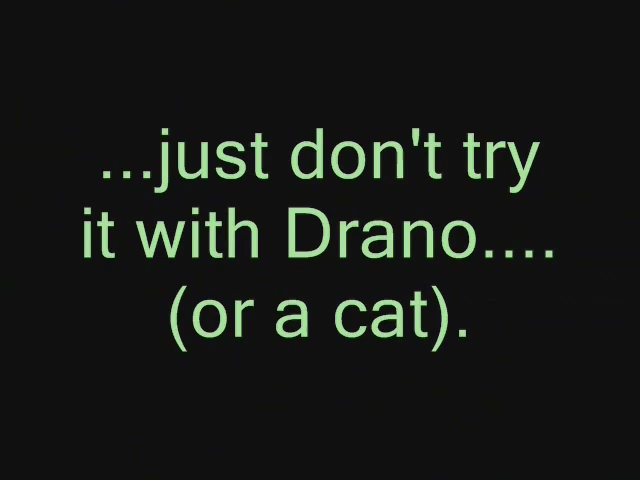 ...just don't try
it with Drano....
(or a cat).